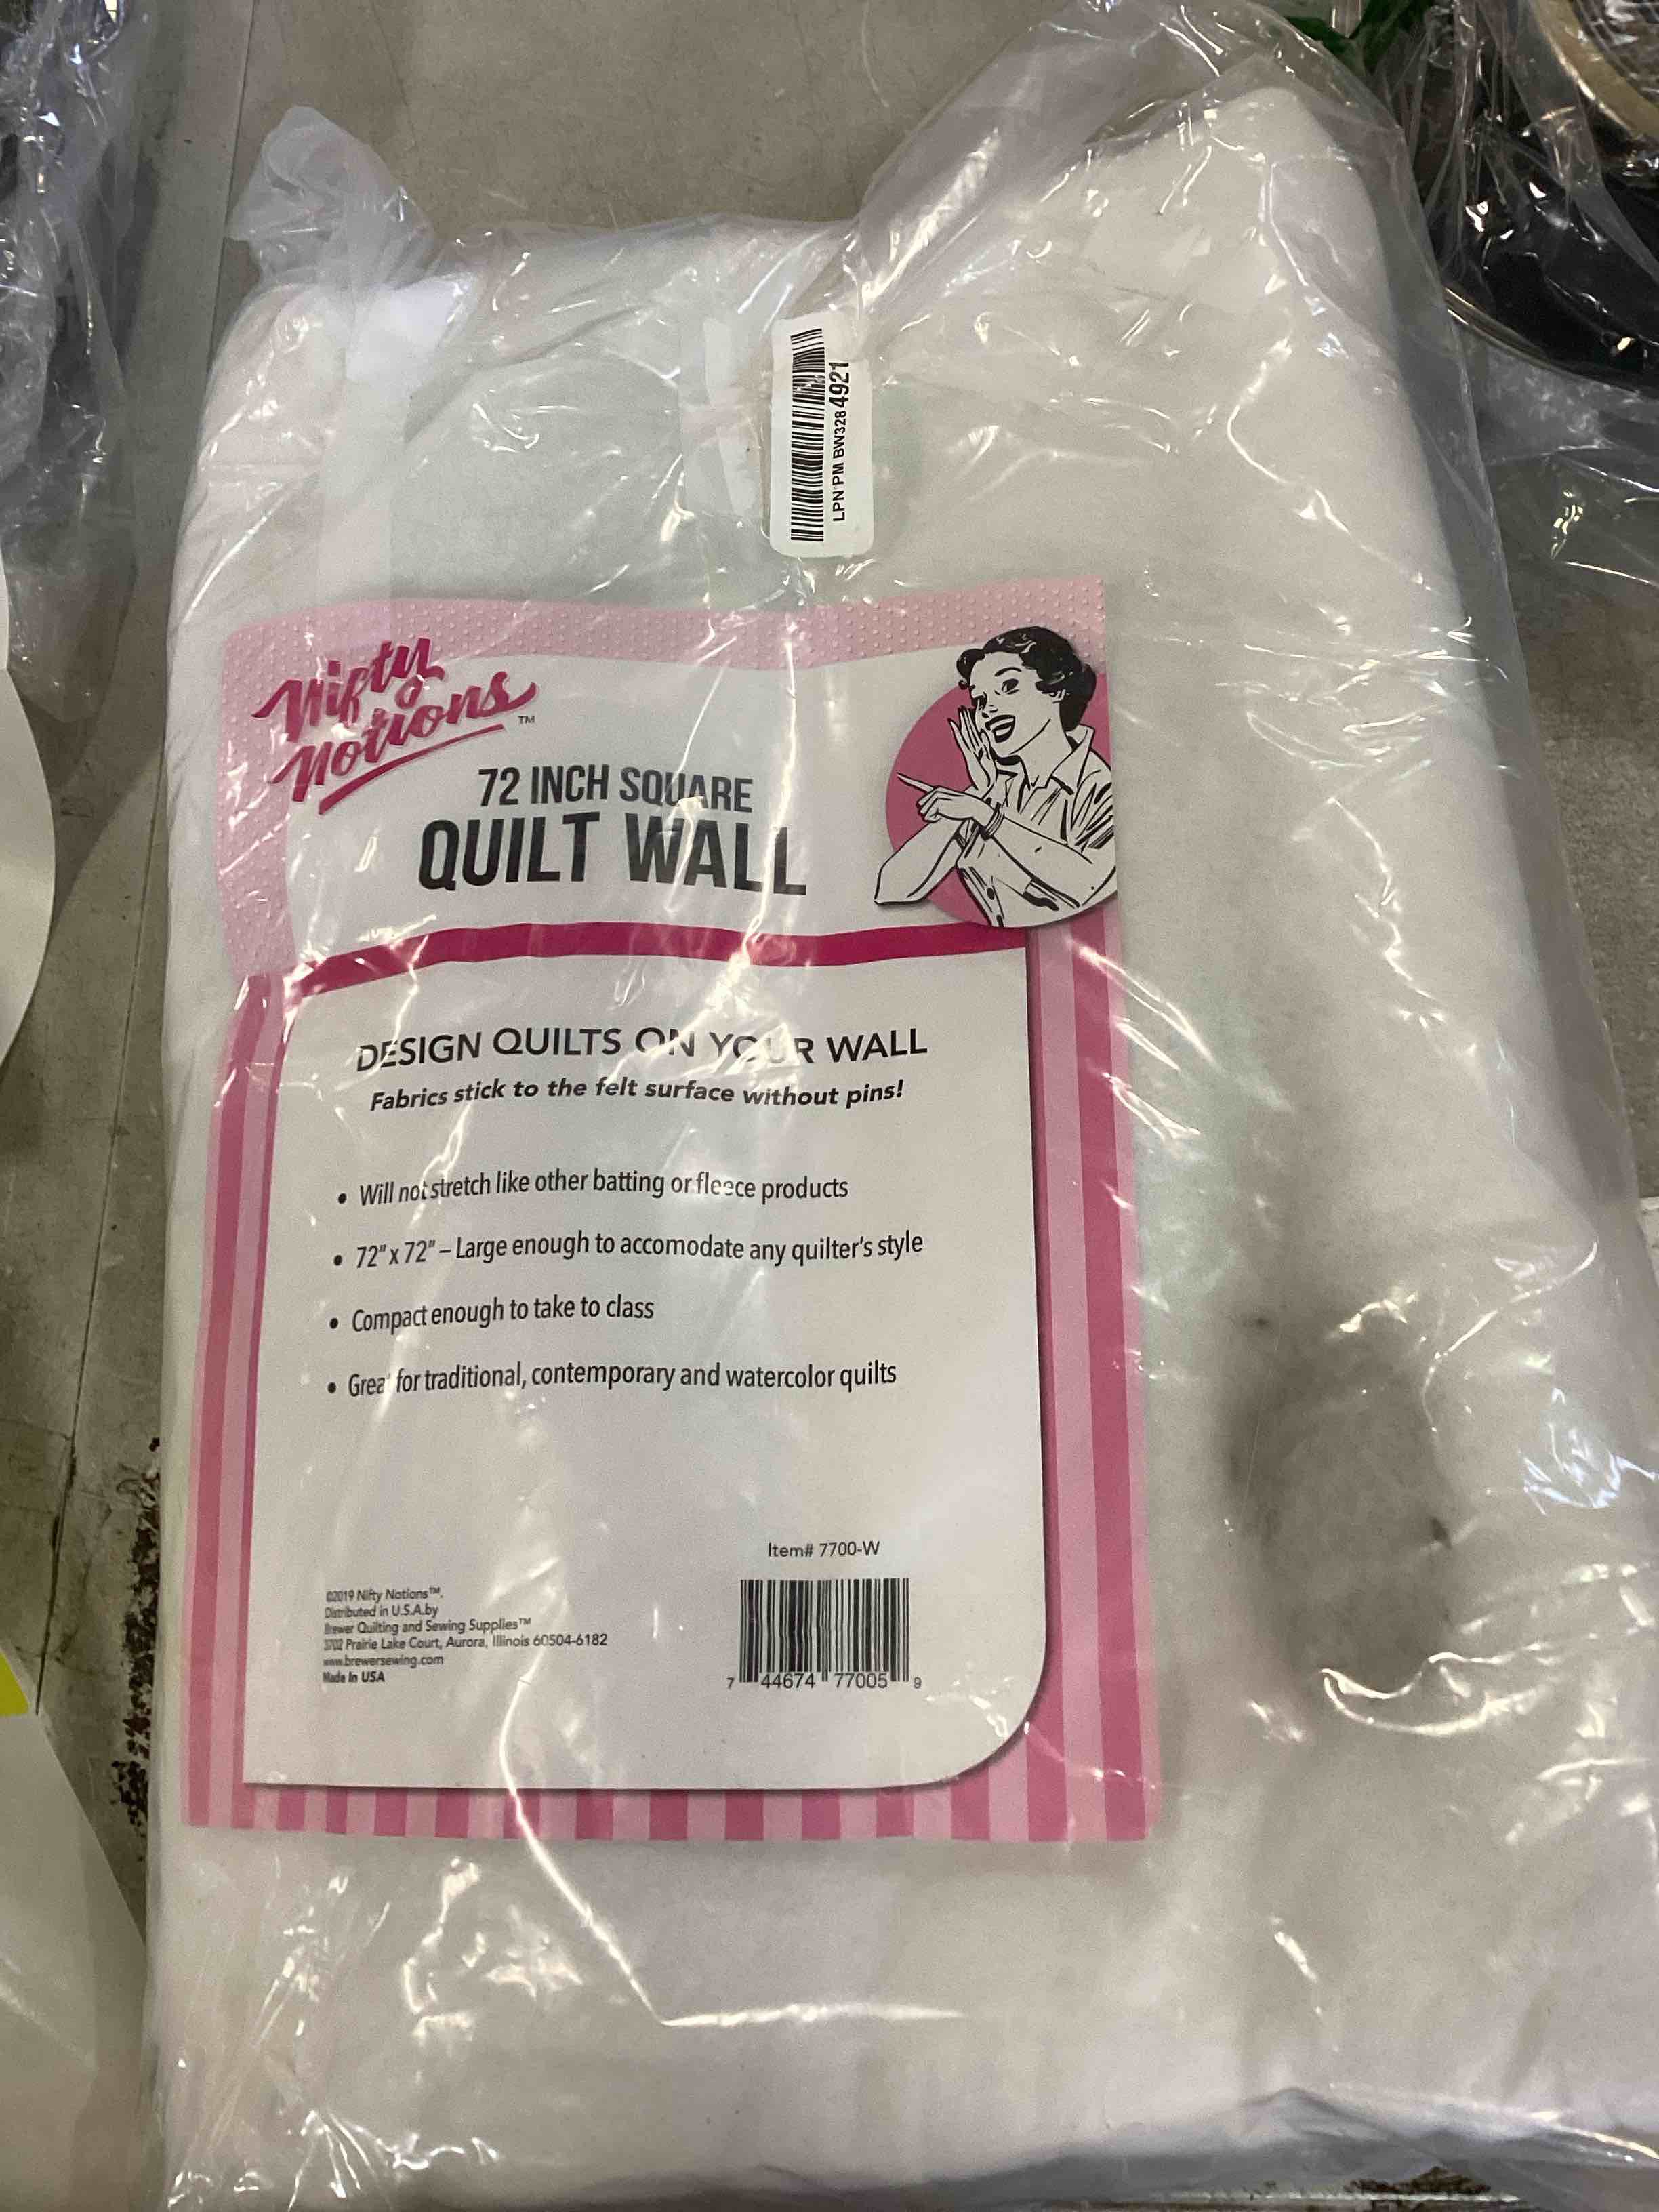 LPN PM BW328 4921
Nifty
Notions™
72 INCH SQUARE
QUILT WALL
DESIGN QUILTS ON YOUR WALL
Fabrics stick to the felt surface without pins!
• Will not stretch like other batting or fleece products
• 72" x 72" – Large enough to accomodate any quilter's style
• Compact enough to take to class
• Great for traditional, contemporary and watercolor quilts
Item# 7700-W
©2019 Nifty Notions™.
Distributed in U.S.A.by
Brewer Quilting and Sewing Supplies™
3702 Prairie Lake Court, Aurora, Illinois 60504-6182
www.brewersewing.com
Made In USA
7 44674 77005 9